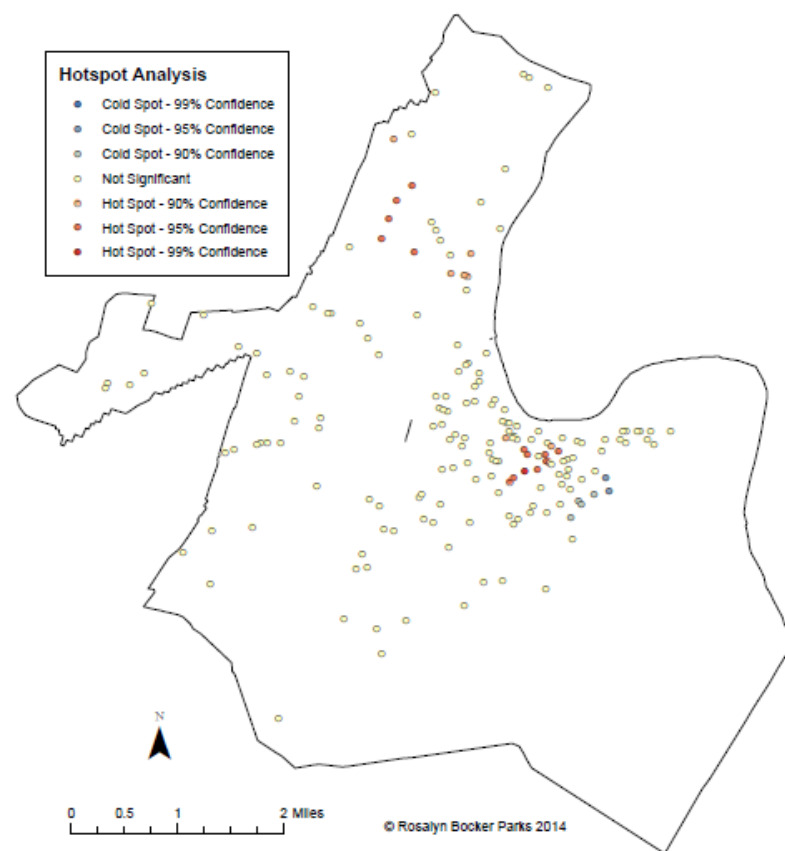 Hotspot Analysis
Cold Spot - 99% Confidence
Cold Spot - 95% Confidence
Cold Spot - 90% Confidence
Not Significant
Hot Spot - 90% Confidence
Hot Spot - 95% Confidence
Hot Spot - 99% Confidence
N
0 0.5 1 2 Miles
© Rosalyn Bocker Parks 2014